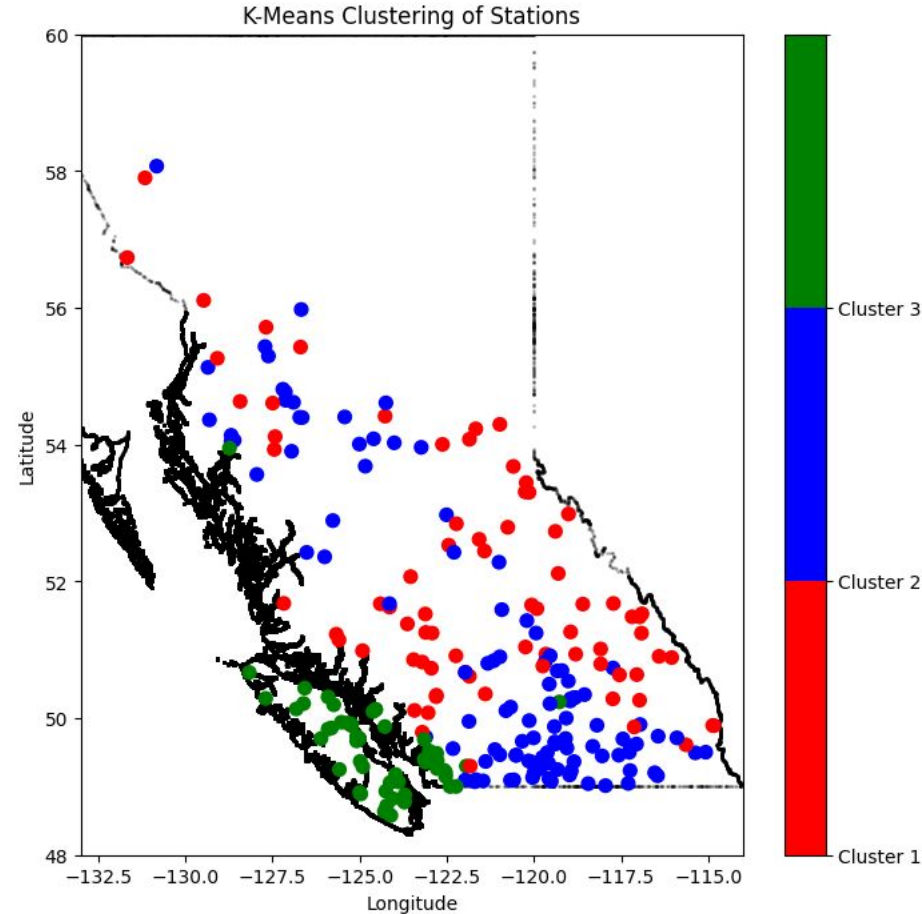 K-Means Clustering of Stations
60
58
56
54
52
50
48
Latitude
−132.5
−130.0
−127.5
−125.0
−122.5
−120.0
−117.5
−115.0
Longitude
Cluster 3
Cluster 2
Cluster 1